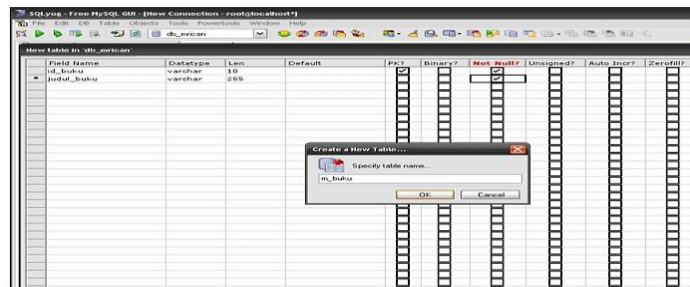 SQLyog - Free MySQL GUI - [New Connection - root@localhost*]
File Edit DB Table Objects Tools Powertools Window Help
db_mrican
New table in 'db_mrican'
Field Name Datatype Len Default PK? Binary? Not Null? Unsigned? Auto Incr? Zerofill?
id_buku varchar 10
judul_buku varchar 255
Create a New Table...
Specify table name...
m_buku
OK Cancel